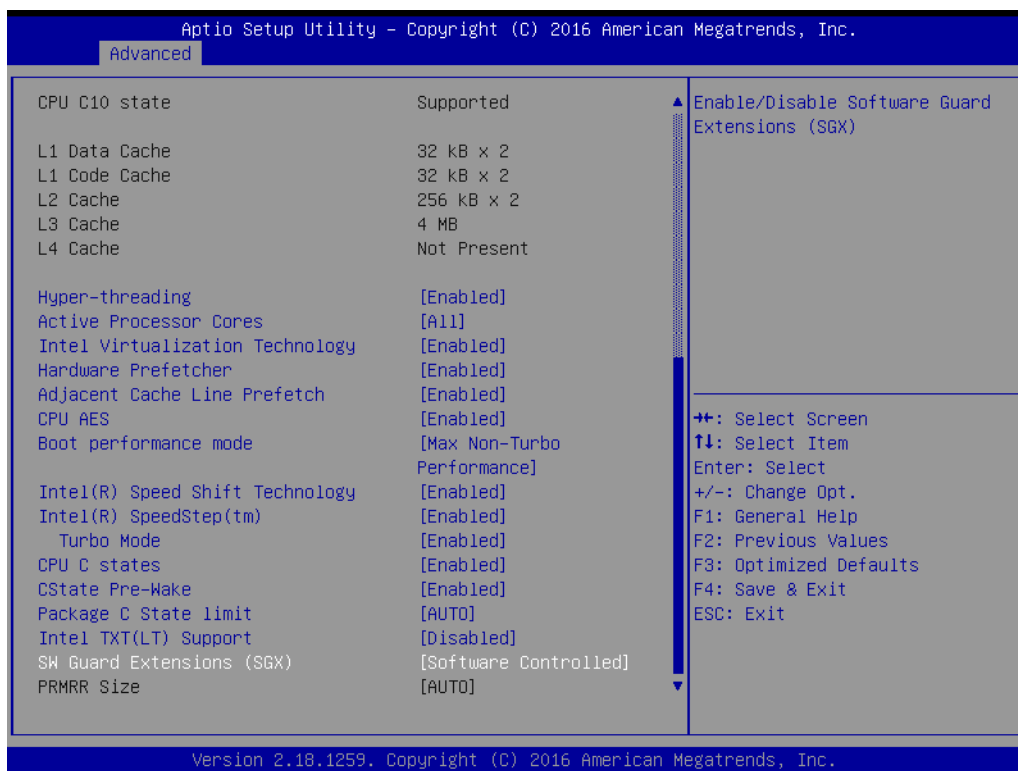 Aptio Setup Utility – Copyright (C) 2016 American Megatrends, Inc.
Advanced
CPU C10 state Supported
L1 Data Cache 32 kB x 2
L1 Code Cache 32 kB x 2
L2 Cache 256 kB x 2
L3 Cache 4 MB
L4 Cache Not Present
Hyper-threading [Enabled]
Active Processor Cores [All]
Intel Virtualization Technology [Enabled]
Hardware Prefetcher [Enabled]
Adjacent Cache Line Prefetch [Enabled]
CPU AES [Enabled]
Boot performance mode [Max Non-Turbo
Performance]
Intel(R) Speed Shift Technology [Enabled]
Intel(R) SpeedStep(tm) [Enabled]
Turbo Mode [Enabled]
CPU C states [Enabled]
CState Pre-Wake [Enabled]
Package C State limit [AUTO]
Intel TXT(LT) Support [Disabled]
SW Guard Extensions (SGX) [Software Controlled]
PRMRR Size [AUTO]
Enable/Disable Software Guard
Extensions (SGX)
→←: Select Screen
↑↓: Select Item
Enter: Select
+/-: Change Opt.
F1: General Help
F2: Previous Values
F3: Optimized Defaults
F4: Save & Exit
ESC: Exit
Version 2.18.1259. Copyright (C) 2016 American Megatrends, Inc.